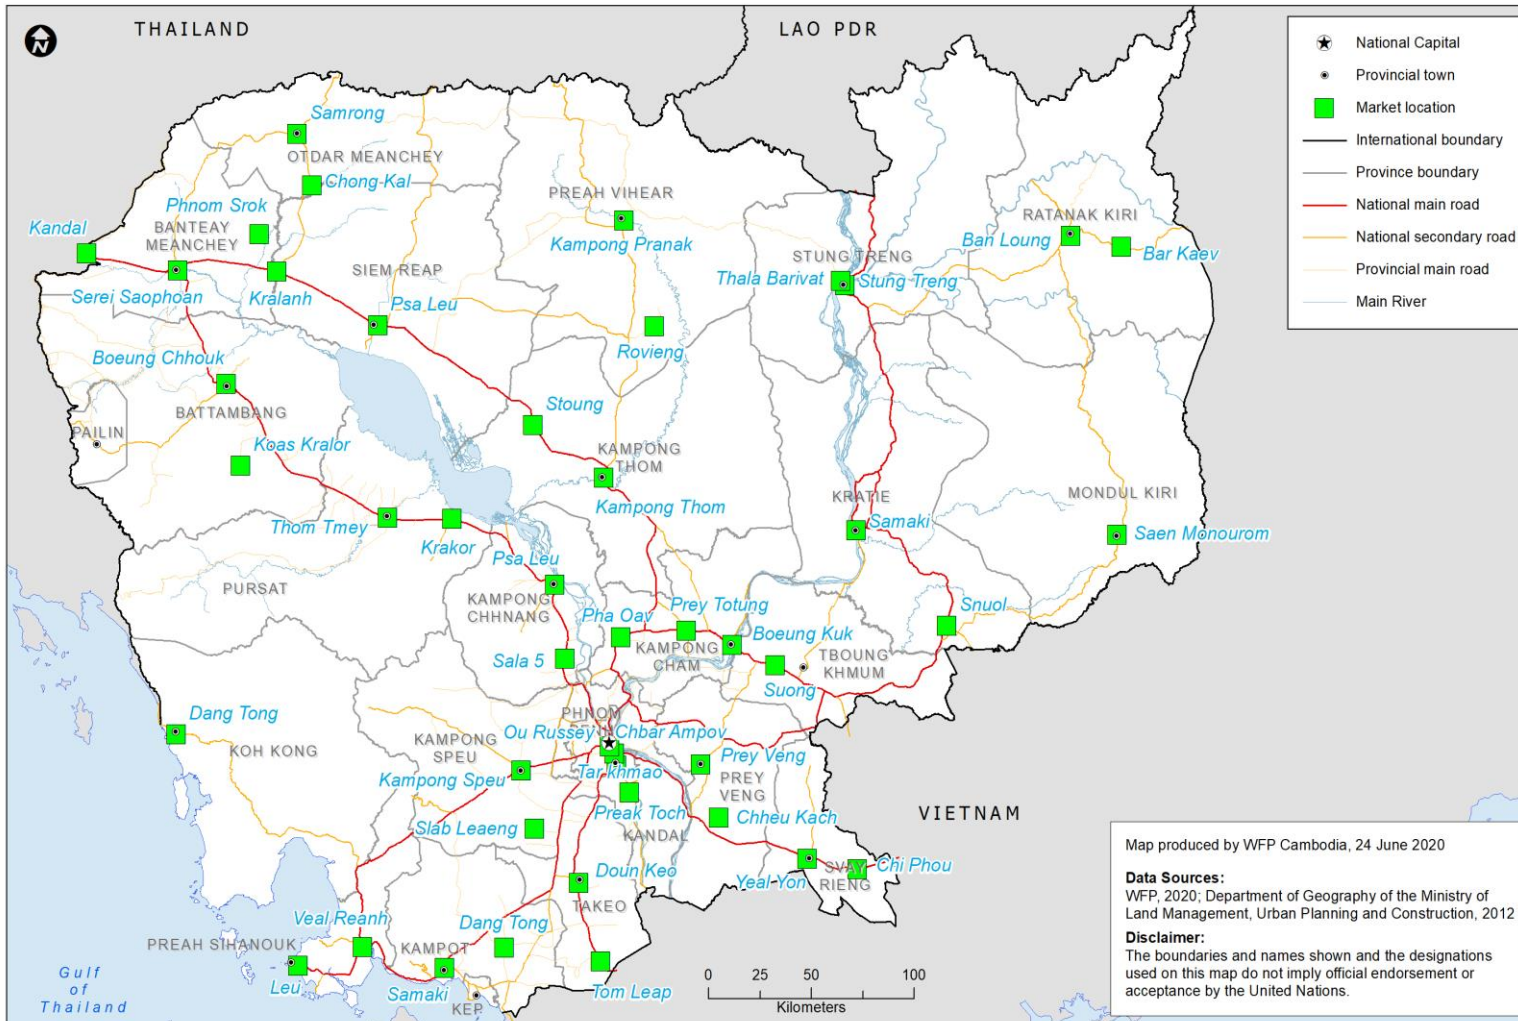 THAILAND
LAO PDR
N
National Capital
Provincial town
Market location
International boundary
Province boundary
National main road
National secondary road
Provincial main road
Main River
Samrong
OTDAR MEANCHEY
Chong-Kal
Phnom Srok
BANTEAY
MEANCHEY
Kandal
Serei Saophoan
Kralanh
SIEM REAP
Psa Leu
PREAH VIHEAR
Kampong Pranak
Rovieng
STUNG TRENG
Thala Barivat
Stung Treng
RATANAK KIRI
Ban Loung
Bar Kaev
Boeung Chhouk
BATTAMBANG
PAILIN
Koas Kralor
Stoung
KAMPONG
THOM
Kampong Thom
Thom Tmey
Krakor
KRATIE
Samaki
MONDUL KIRI
Saen Monourom
PURSAT
Psa Leu
KAMPONG
CHHNANG
Sala 5
Pha Oav
Prey Totung
KAMPONG
CHAM
Boeung Kuk
Suong
TBOUNG
KHMUM
Snuol
Dang Tong
KOH KONG
KAMPONG
SPEU
Kampong Speu
PHNOM
PENH
Ou Russey
Chbar Ampov
Tar khmao
Preak Toch
KANDAL
Prey Veng
PREY
VENG
Chheu Kach
Slab Leaeng
Doun Keo
TAKEO
Yeal Yon
SVAY
RIENG
Chi Phou
VIETNAM
Veal Reanh
PREAH SIHANOUK
Leu
KAMPOT
Samaki
Dang Tong
KEP
Tom Leap
Gulf
of
Thailand
0 25 50 100
Kilometers
Map produced by WFP Cambodia, 24 June 2020
Data Sources:
WFP, 2020; Department of Geography of the Ministry of
Land Management, Urban Planning and Construction, 2012
Disclaimer:
The boundaries and names shown and the designations
used on this map do not imply official endorsement or
acceptance by the United Nations.